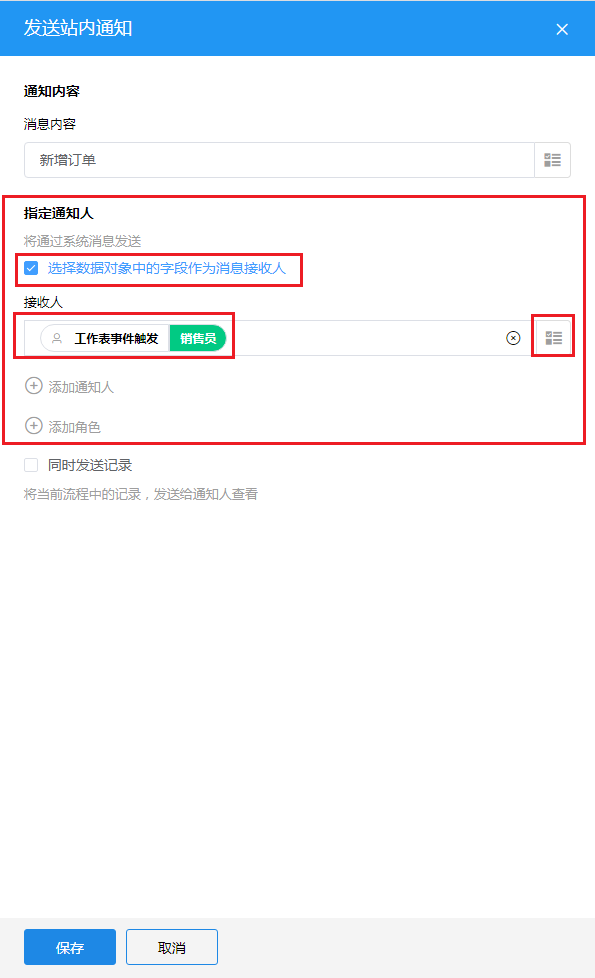 发送站内通知
通知内容
消息内容
新增订单
指定通知人
将通过系统消息发送
选择数据对象中的字段作为消息接收人
接收人
工作表事件触发 销售员
添加通知人
添加角色
同时发送记录
将当前流程中的记录，发送给通知人查看
保存 取消